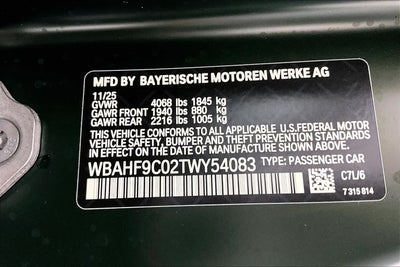 MFD BY BAYERISCHE MOTOREN WERKE AG
11/25
GVWR 4068 lbs 1845 kg
GAWR FRONT 1940 lbs 880 kg
GAWR REAR 2216 lbs 1005 kg
THIS VEHICLE CONFORMS TO ALL APPLICABLE U.S.FEDERAL MOTOR
VEHICLE SAFETY, BUMPER, AND THEFT PREVENTION STANDARDS
IN EFFECT ON THE DATE OF MANUFACTURE SHOWN ABOVE.
WBAHF9C02TWY54083 TYPE: PASSENGER CAR
C7L/6
7 315 814